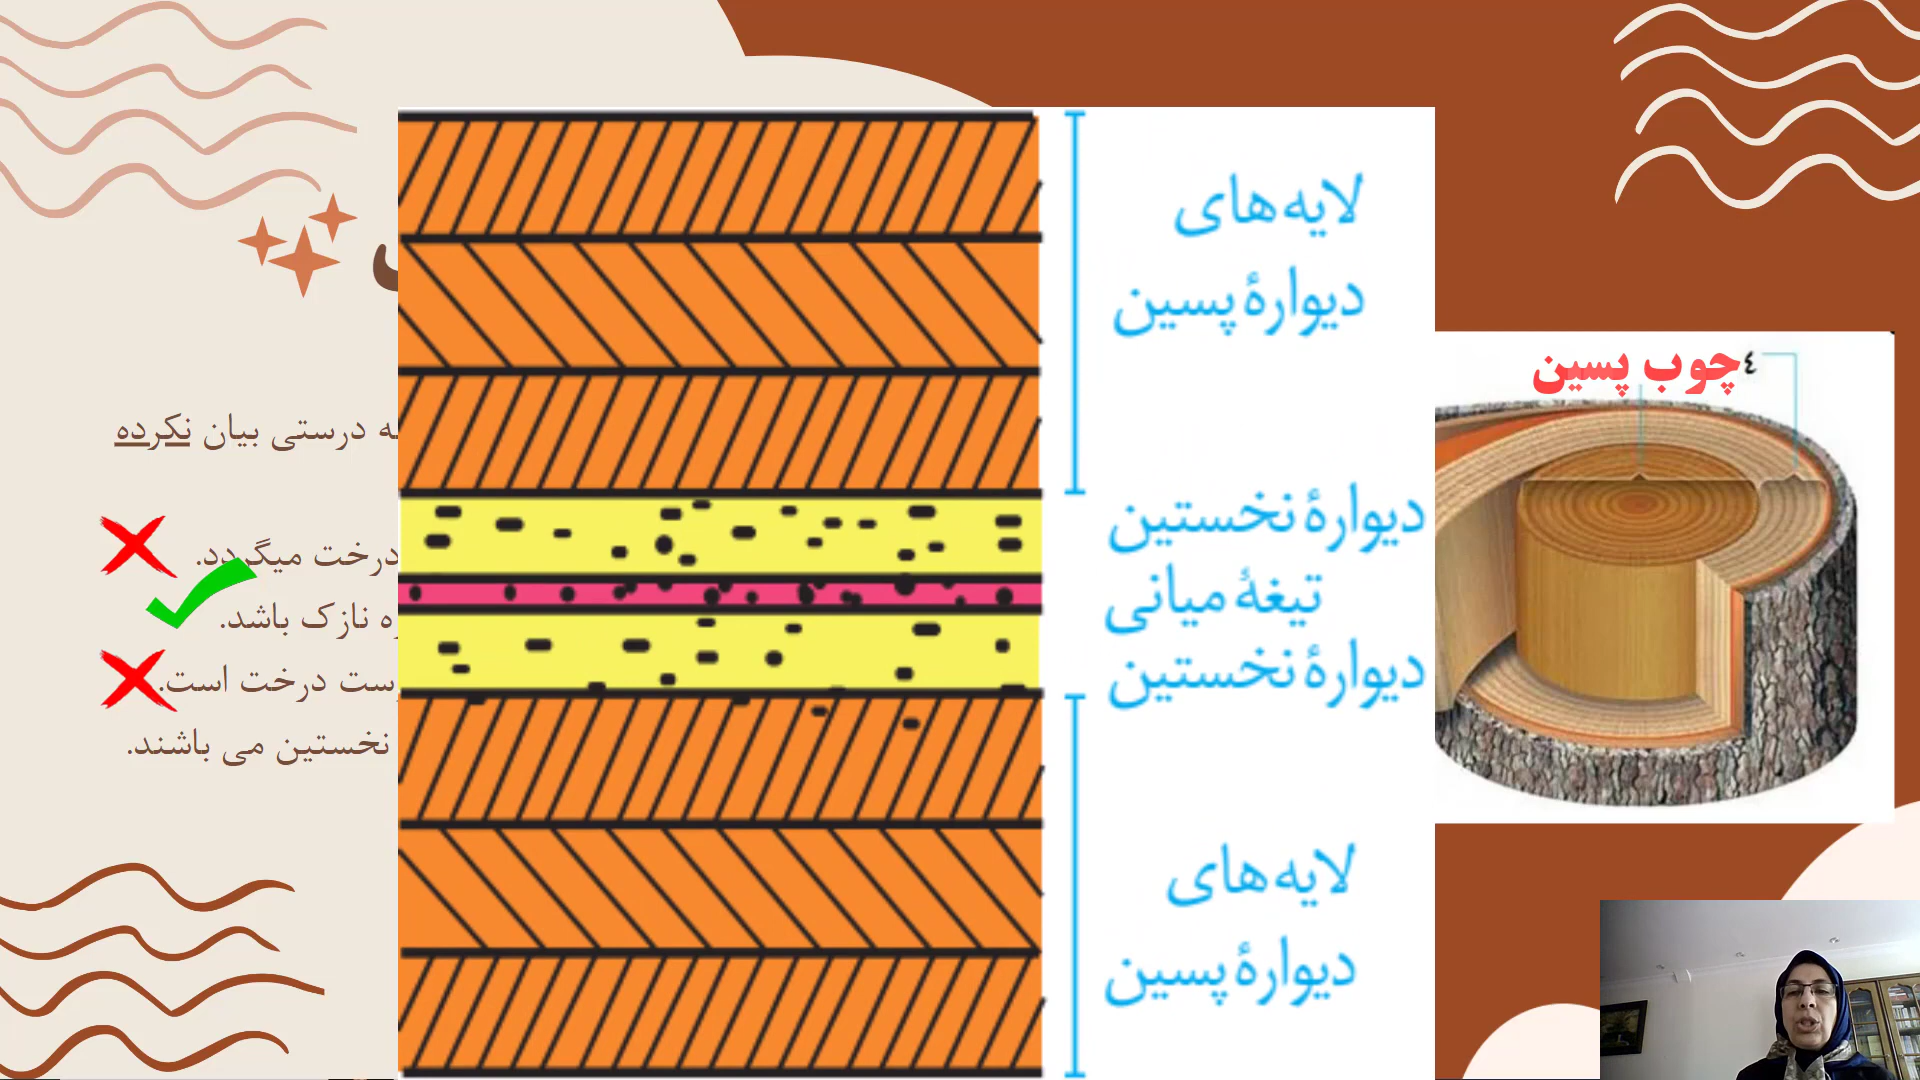 لایه‌های
دیوارهٔ پسین
دیوارهٔ نخستین
تیغهٔ میانی
دیوارهٔ نخستین
لایه‌های
دیوارهٔ پسین
٤ چوب پسین
درستی بیان نکرده
درخت میگردد.
نازک باشد.
درخت است.
نخستین می باشند.